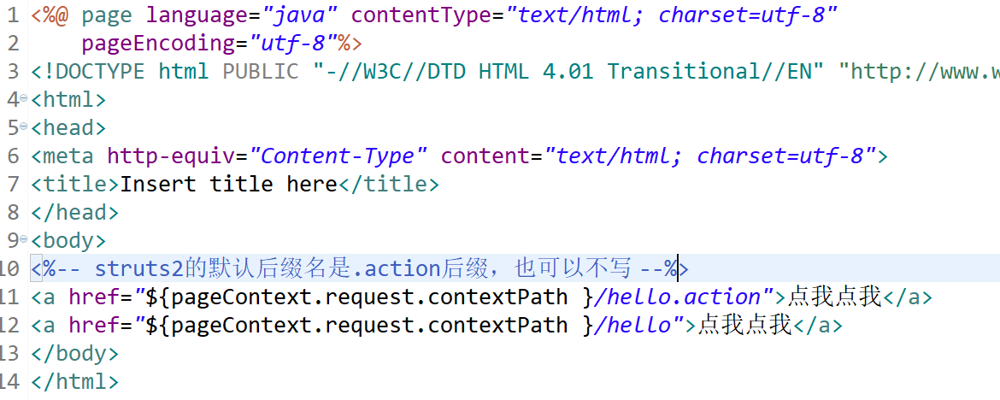 1 <%@ page language="java" contentType="text/html; charset=utf-8"
2     pageEncoding="utf-8"%>
3 <!DOCTYPE html PUBLIC "-//W3C//DTD HTML 4.01 Transitional//EN" "http://www.w
4 <html>
5 <head>
6 <meta http-equiv="Content-Type" content="text/html; charset=utf-8">
7 <title>Insert title here</title>
8 </head>
9 <body>
10 <%-- struts2的默认后缀名是.action后缀，也可以不写 --%>
11 <a href="${pageContext.request.contextPath }/hello.action">点我点我</a>
12 <a href="${pageContext.request.contextPath }/hello">点我点我</a>
13 </body>
14 </html>